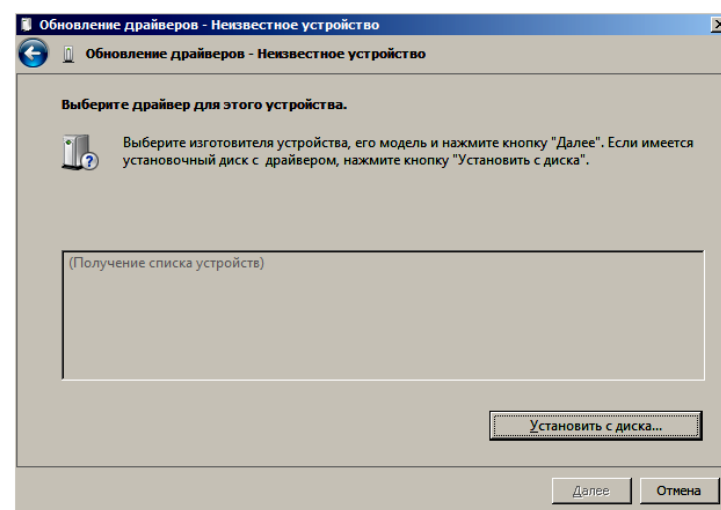 Обновление драйверов - Неизвестное устройство
Обновление драйверов - Неизвестное устройство
Выберите драйвер для этого устройства.
Выберите изготовителя устройства, его модель и нажмите кнопку "Далее". Если имеется
установочный диск с драйвером, нажмите кнопку "Установить с диска".
(Получение списка устройств)
Установить с диска...
Далее
Отмена